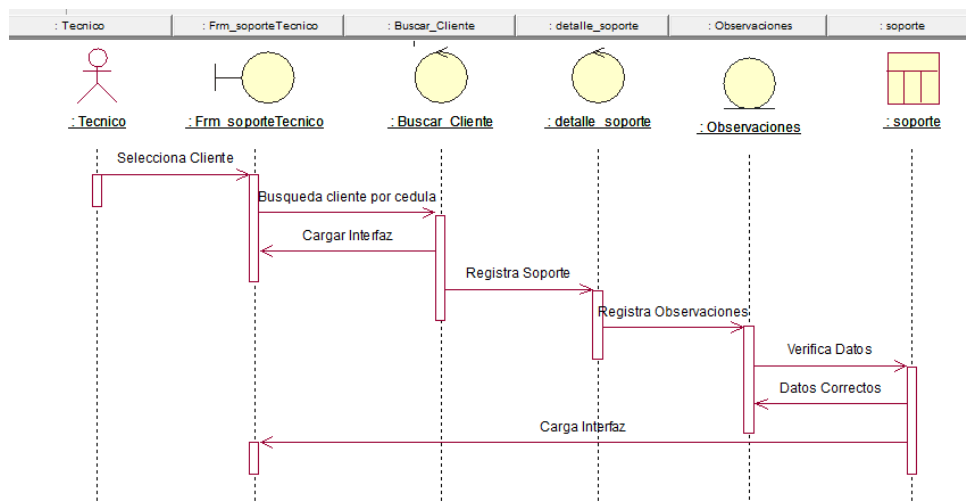 : Tecnico
: Frm_soporteTecnico
: Buscar_Cliente
: detalle_soporte
: Observaciones
: soporte
: Tecnico
: Frm_soporteTecnico
: Buscar_Cliente
: detalle_soporte
: Observaciones
: soporte
Selecciona Cliente
Busqueda cliente por cedula
Cargar Interfaz
Registra Soporte
Registra Observaciones
Verifica Datos
Datos Correctos
Carga Interfaz